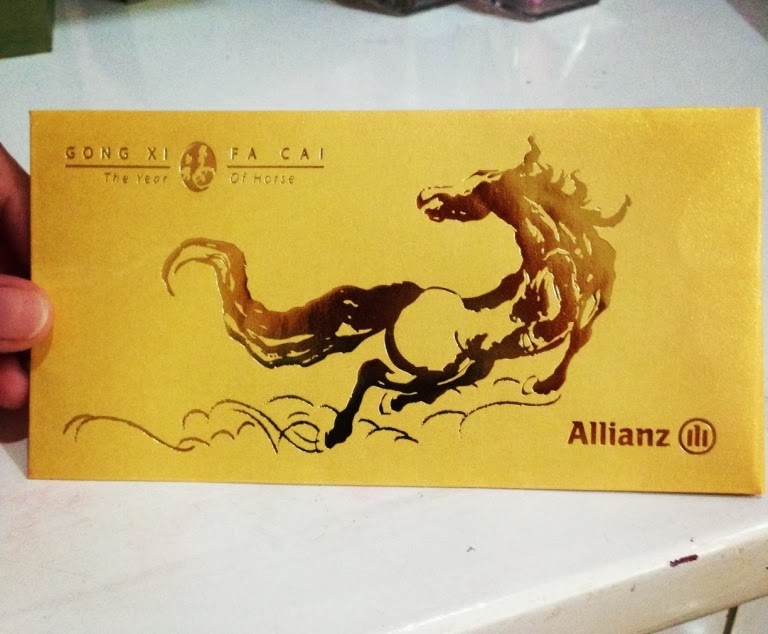 GONG XI FA CAI
The Year Of Horse
Allianz